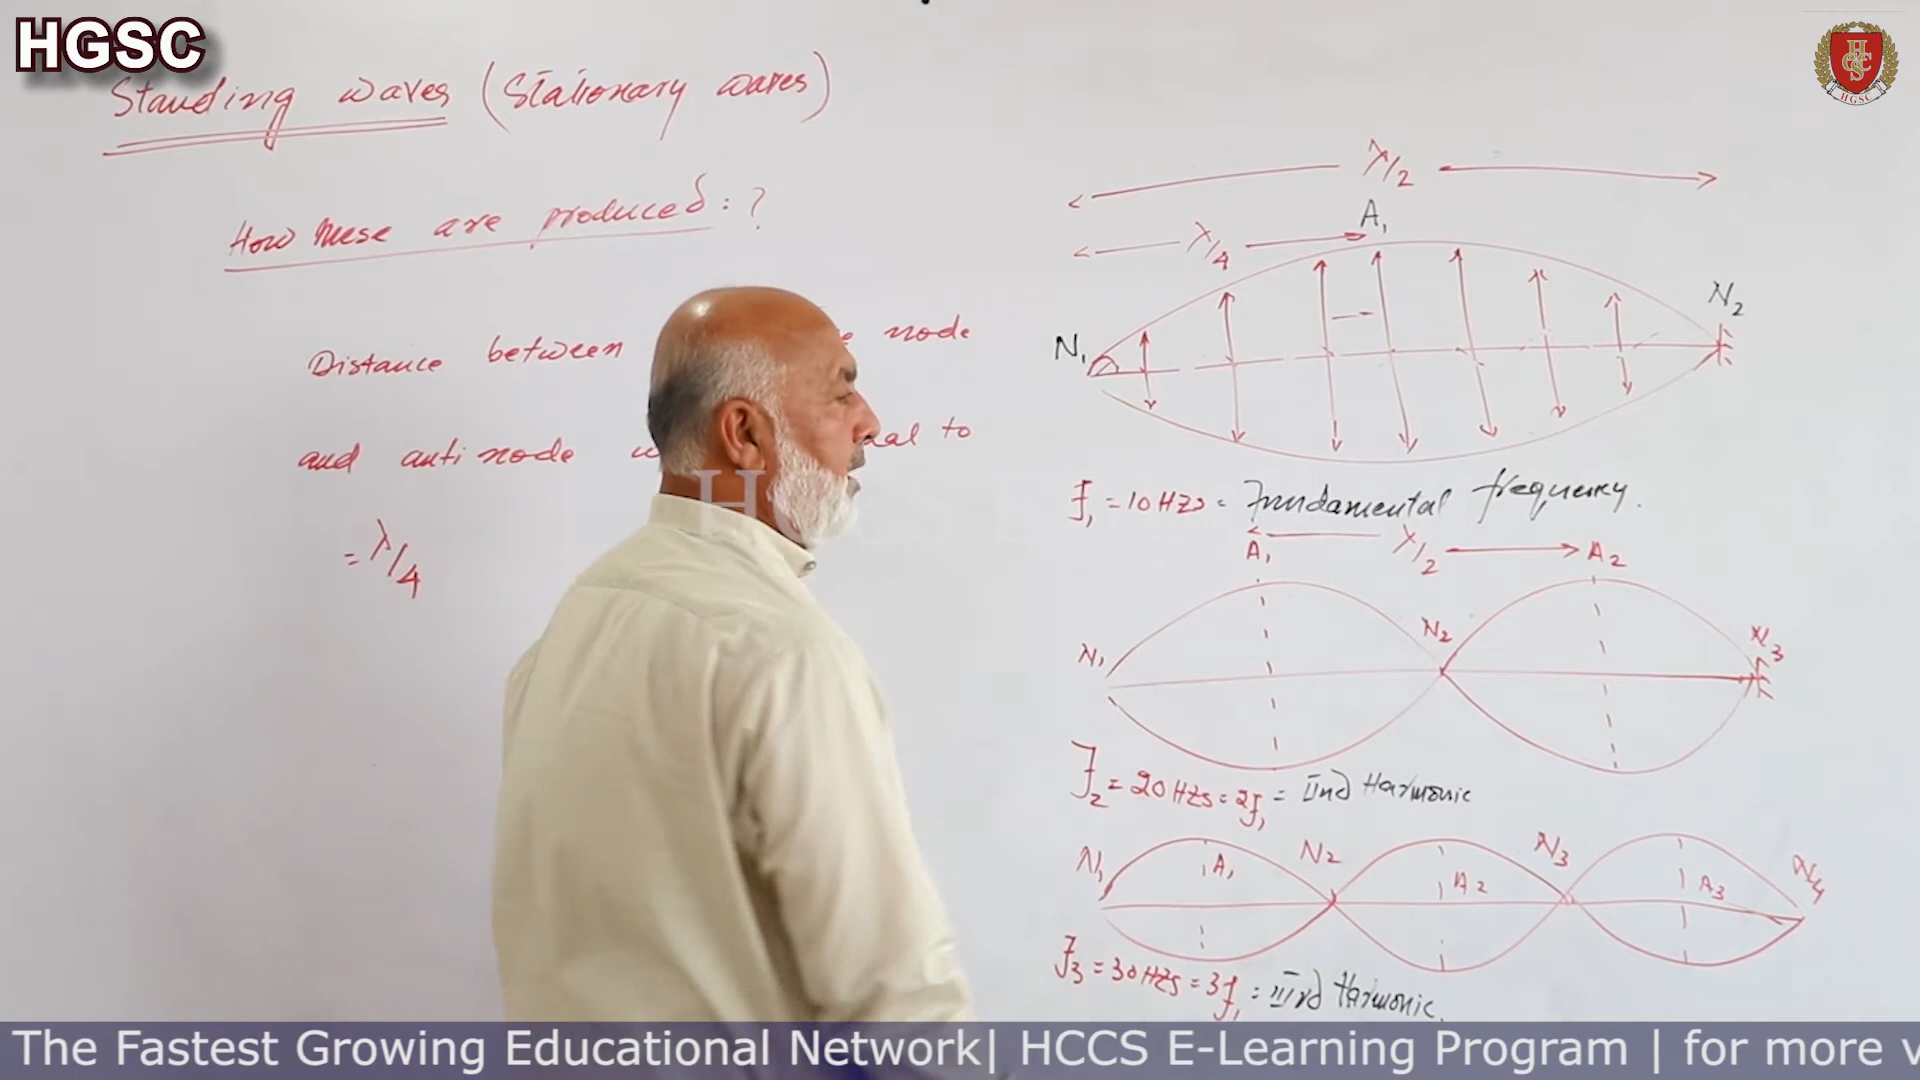 HGSC
HGSC
Standing waves (Stationary waves)
How these are produced : ?
Distance between node
and anti node to
= λ/4
λ/2
A1
λ/4
N1
N2
f1 = 10 Hzs = Fundamental frequency.
A1 λ/2 A2
N1 N2 N3
f2 = 20 Hzs = 2f1 = IInd Harmonic
N1 A1 N2 A2 N3 A3 N4
f3 = 30 Hzs = 3f1 = IIIrd Harmonic.
The Fastest Growing Educational Network| HCCS E-Learning Program | for more v